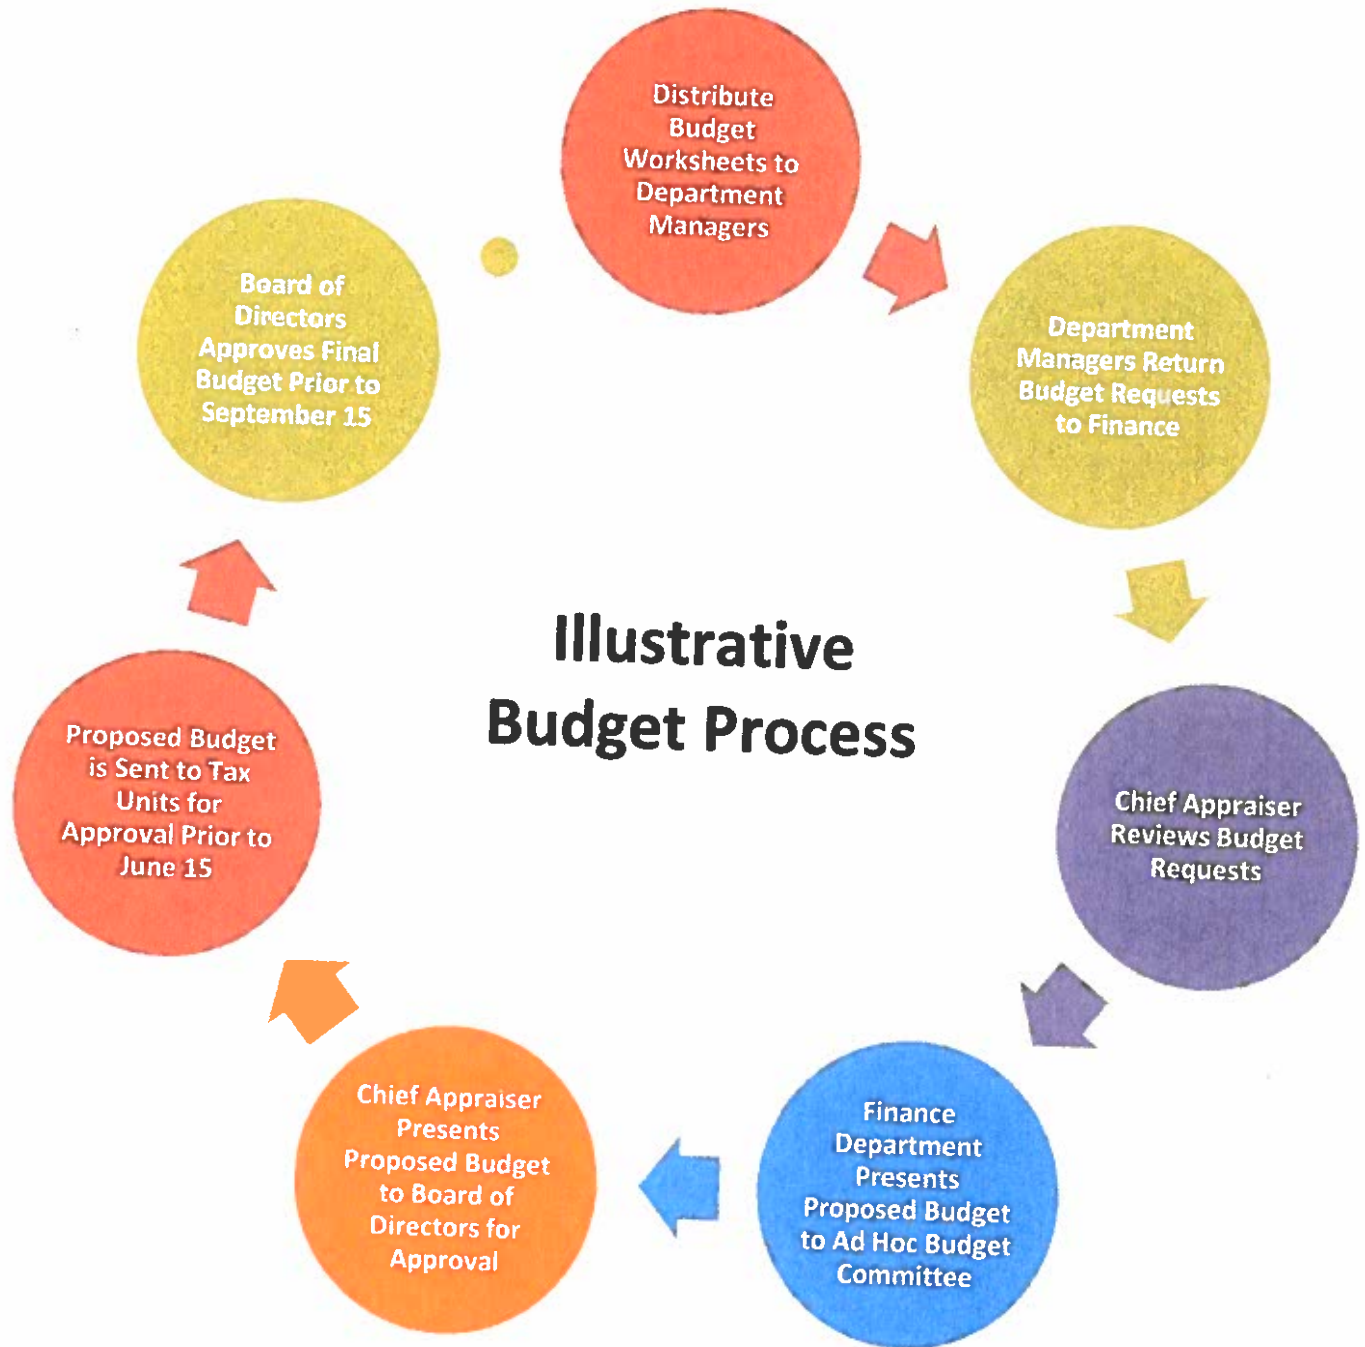 Distribute
Budget
Worksheets to
Department
Managers
Department
Managers Return
Budget Requests
to Finance
Chief Appraiser
Reviews Budget
Requests
Finance
Department
Presents
Proposed Budget
to Ad Hoc Budget
Committee
Chief Appraiser
Presents
Proposed Budget
to Board of
Directors for
Approval
Proposed Budget
is Sent to Tax
Units for
Approval Prior to
June 15
Board of
Directors
Approves Final
Budget Prior to
September 15
Illustrative
Budget Process